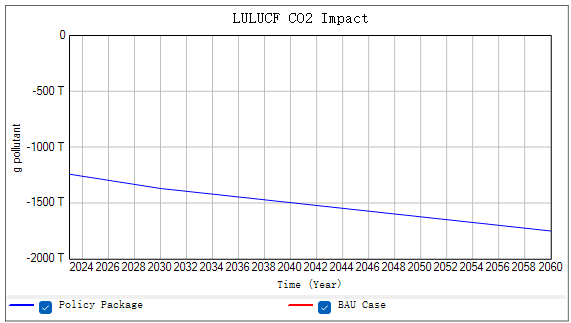 LULUCF CO2 Impact
0
-500 T
-1000 T
-1500 T
-2000 T
g pollutant
2024 2026 2028 2030 2032 2034 2036 2038 2040 2042 2044 2046 2048 2050 2052 2054 2056 2058 2060
Time (Year)
Policy Package BAU Case